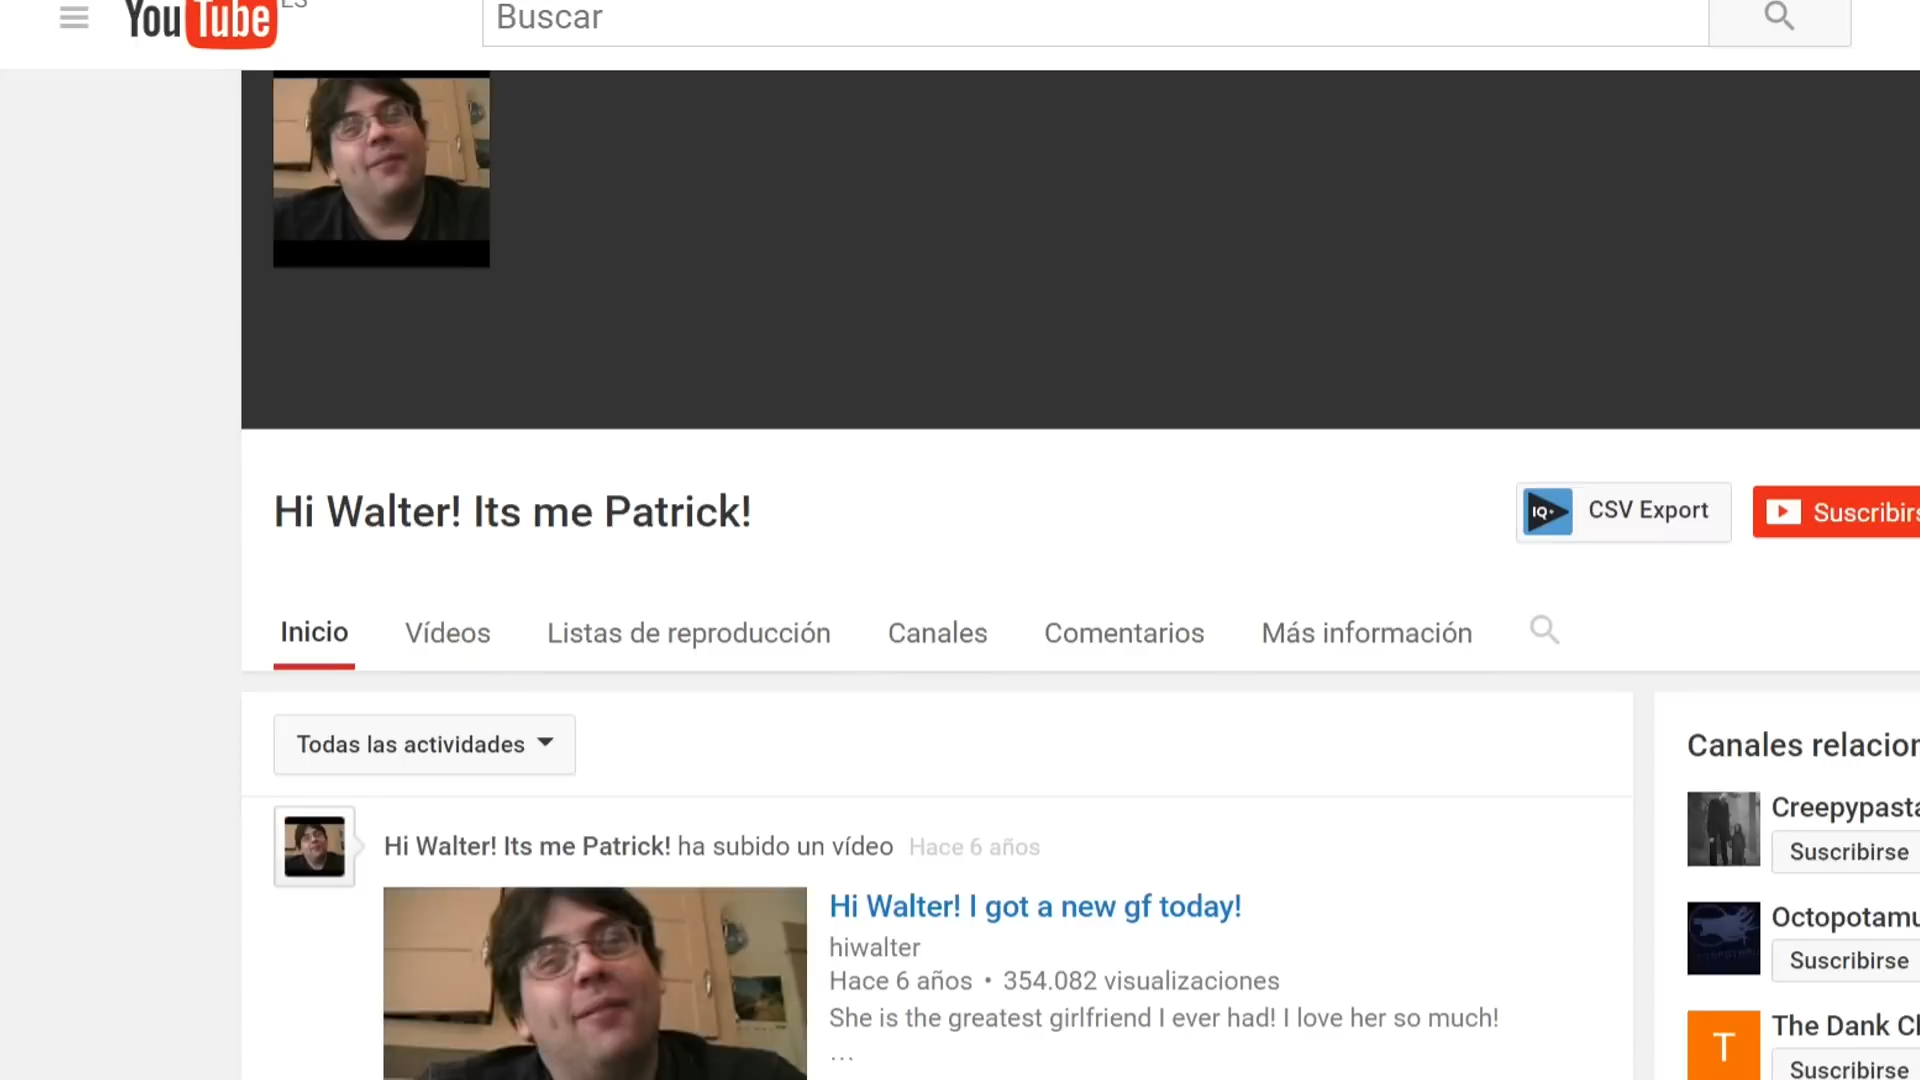 YouTube ES
Buscar
Hi Walter! Its me Patrick!
IQ CSV Export
Suscribirs
Inicio Vídeos Listas de reproducción Canales Comentarios Más información
Todas las actividades
Canales relacion
Hi Walter! Its me Patrick! ha subido un vídeo Hace 6 años
Hi Walter! I got a new gf today!
hiwalter
Hace 6 años • 354.082 visualizaciones
She is the greatest girlfriend I ever had! I love her so much!
...
Creepypasta
Suscribirse
Octopotamu
Suscribirse
T
The Dank Cl
Suscribirse